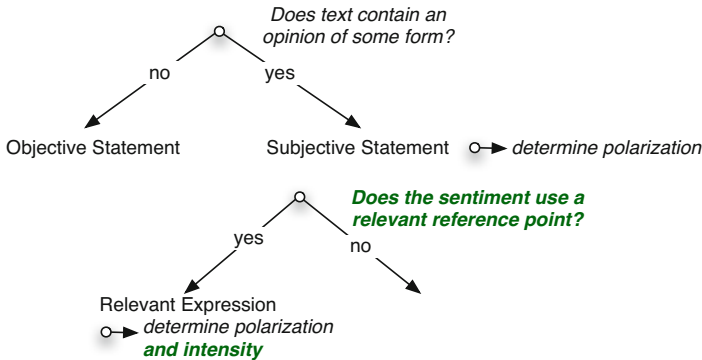 Does text contain an
opinion of some form?
no
yes
Objective Statement
Subjective Statement
determine polarization
Does the sentiment use a
relevant reference point?
yes
no
Relevant Expression
determine polarization
and intensity